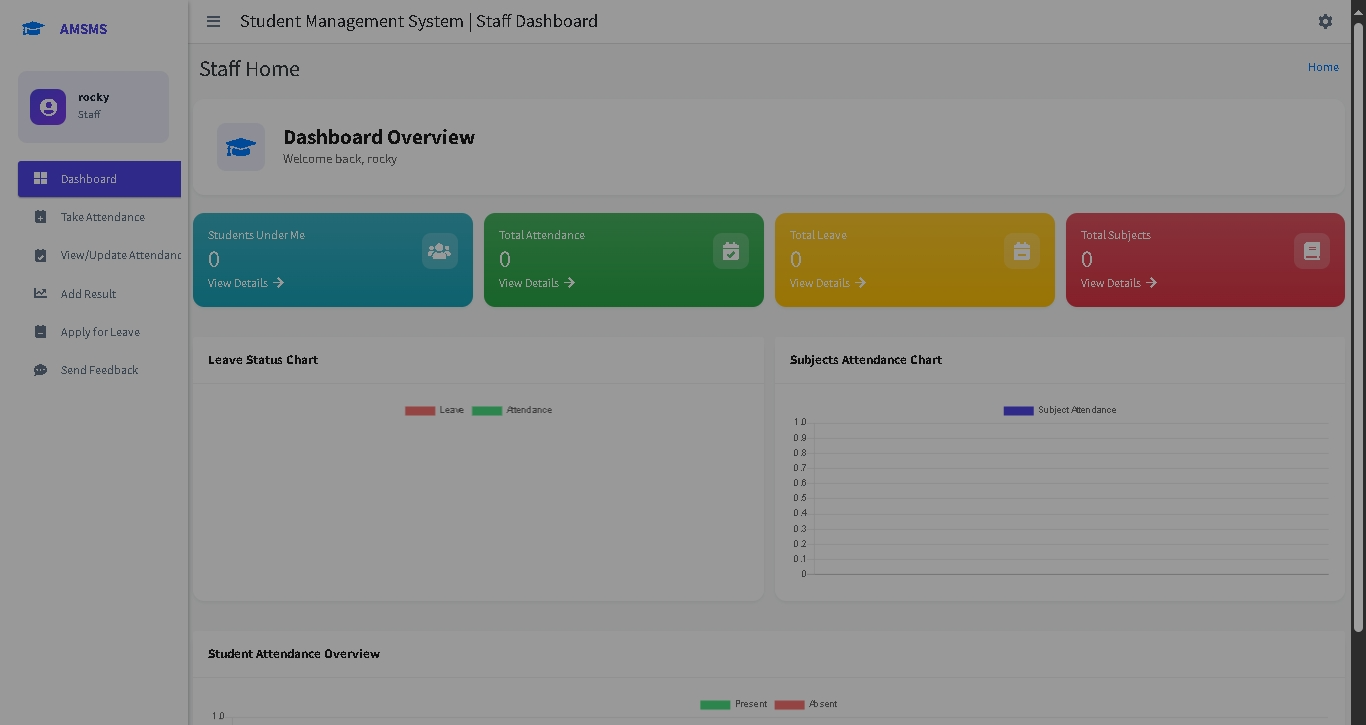 AMSMS
Student Management System | Staff Dashboard
Staff Home
Home
rocky
Staff
Dashboard
Take Attendance
View/Update Attendanc
Add Result
Apply for Leave
Send Feedback
Dashboard Overview
Welcome back, rocky
Students Under Me
0
View Details
Total Attendance
0
View Details
Total Leave
0
View Details
Total Subjects
0
View Details
Leave Status Chart
Leave
Attendance
Subjects Attendance Chart
Subject Attendance
1.0
0.9
0.8
0.7
0.6
0.5
0.4
0.3
0.2
0.1
0
Student Attendance Overview
Present
Absent
1.0